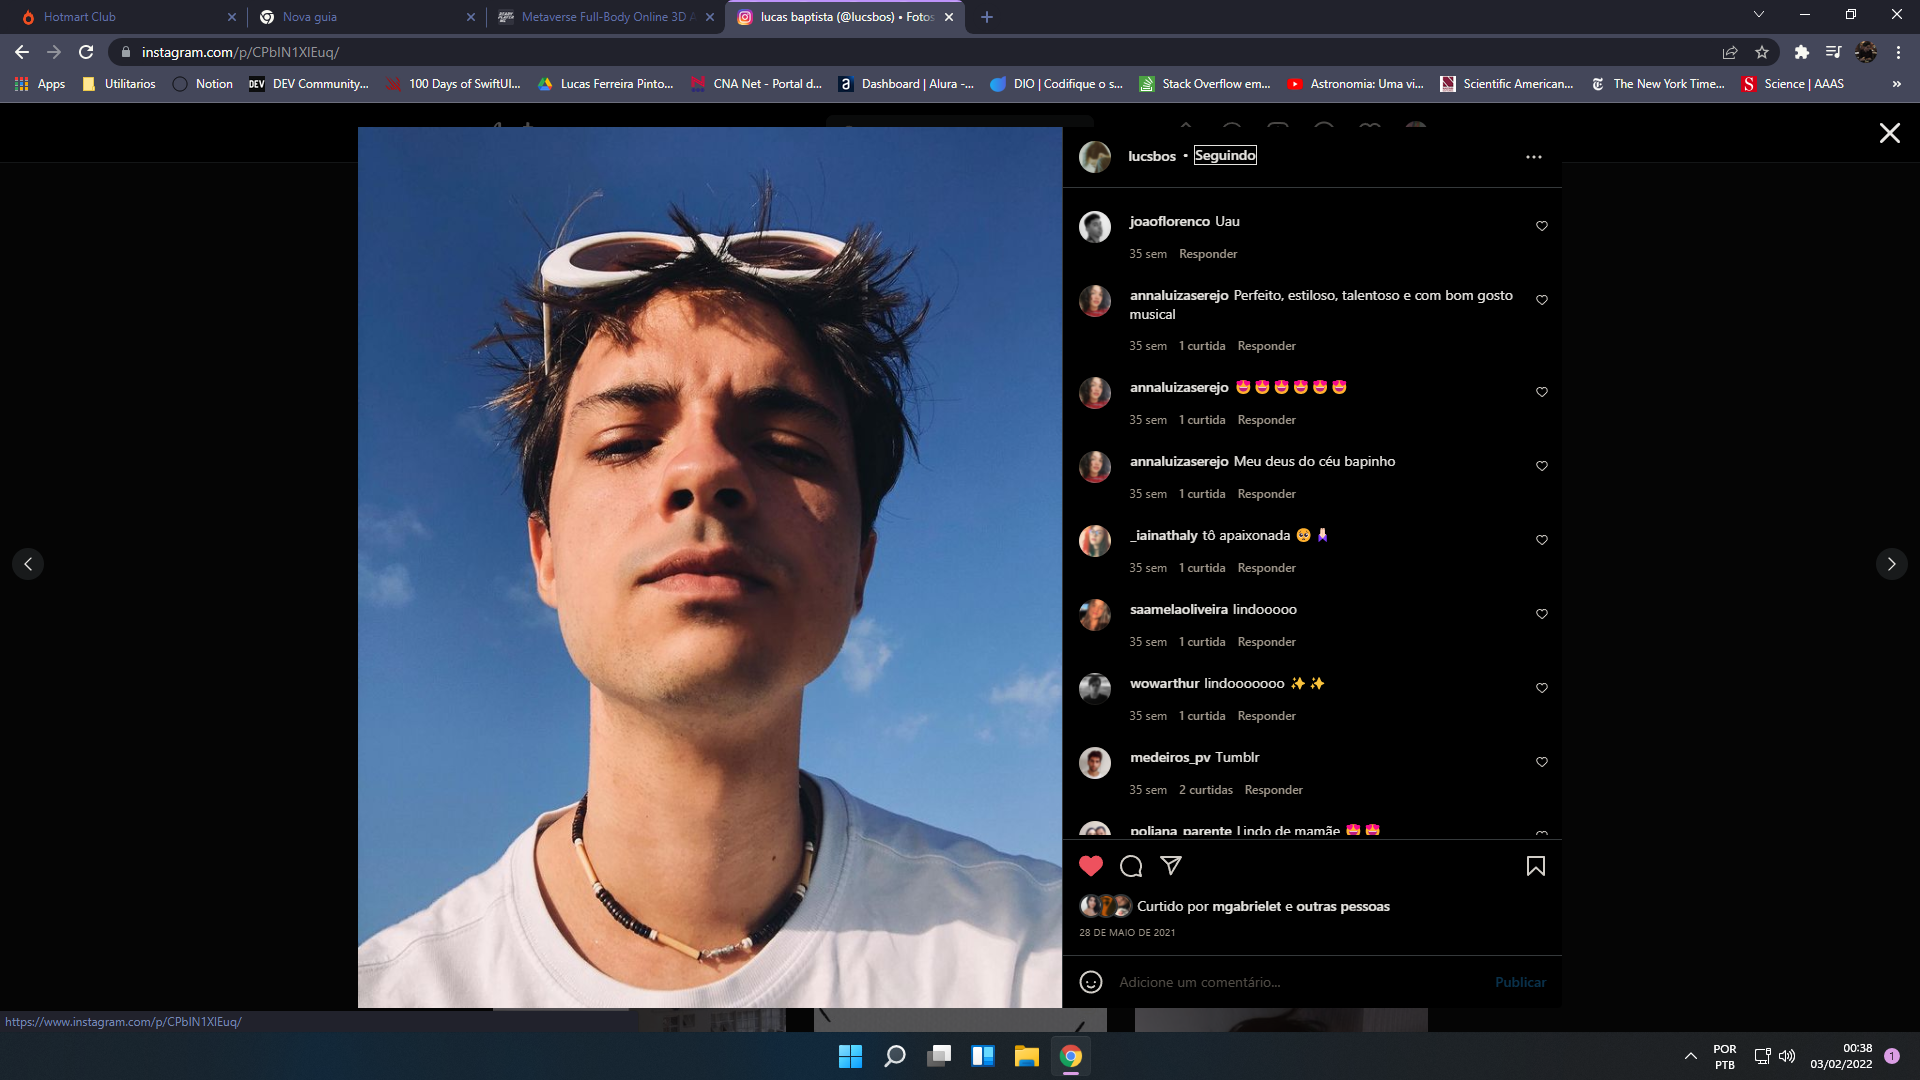 Hotmart Club
Nova guia
Metaverse Full-Body Online 3D A
lucas baptista (@lucsbos) • Fotos
instagram.com/p/CPbIN1XlEuq/
Apps
Utilitarios
Notion
DEV
DEV Community...
100 Days of SwiftUI...
Lucas Ferreira Pinto...
CNA Net - Portal d...
a
Dashboard | Alura -...
DIO | Codifique o s...
Stack Overflow em...
Astronomia: Uma vi...
Scientific American...
The New York Time...
S
Science | AAAS
»
lucsbos • Seguindo
joaoflorenco Uau
35 sem Responder
annaluizaserejo Perfeito, estiloso, talentoso e com bom gosto
musical
35 sem 1 curtida Responder
annaluizaserejo 🤩🤩🤩🤩🤩🤩
35 sem 1 curtida Responder
annaluizaserejo Meu deus do céu bapinho
35 sem 1 curtida Responder
_iainathaly tô apaixonada 🥺
35 sem 1 curtida Responder
saamelaoliveira lindooooo
35 sem 1 curtida Responder
wowarthur lindooooooo ✨✨
35 sem 1 curtida Responder
medeiros_pv Tumblr
35 sem 2 curtidas Responder
poliana_parente Lindo de mamãe 🤩🤩
Curtido por mgabrielet e outras pessoas
28 DE MAIO DE 2021
Adicione um comentário... Publicar
https://www.instagram.com/p/CPbIN1XlEuq/
POR
PTB
00:38
03/02/2022
1